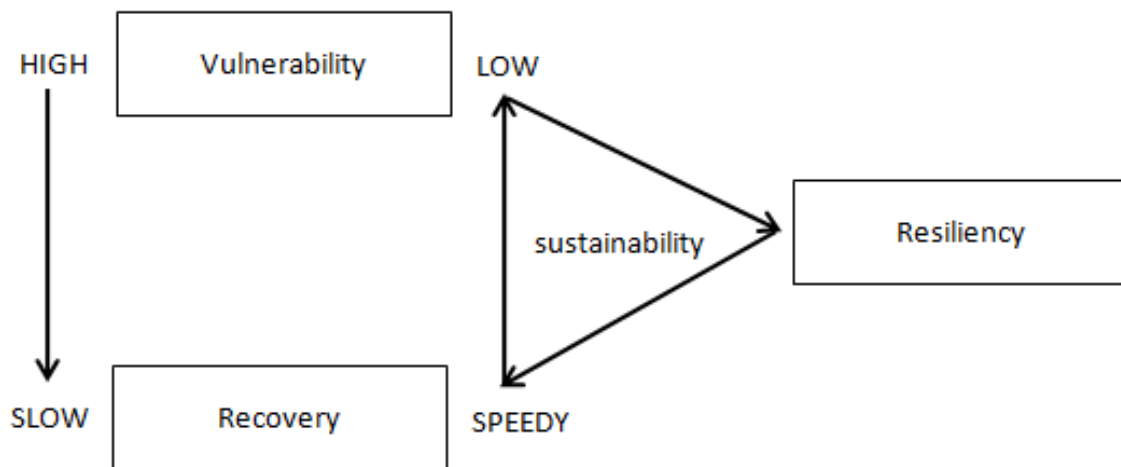 HIGH
Vulnerability
LOW
sustainability
Resiliency
SLOW
Recovery
SPEEDY